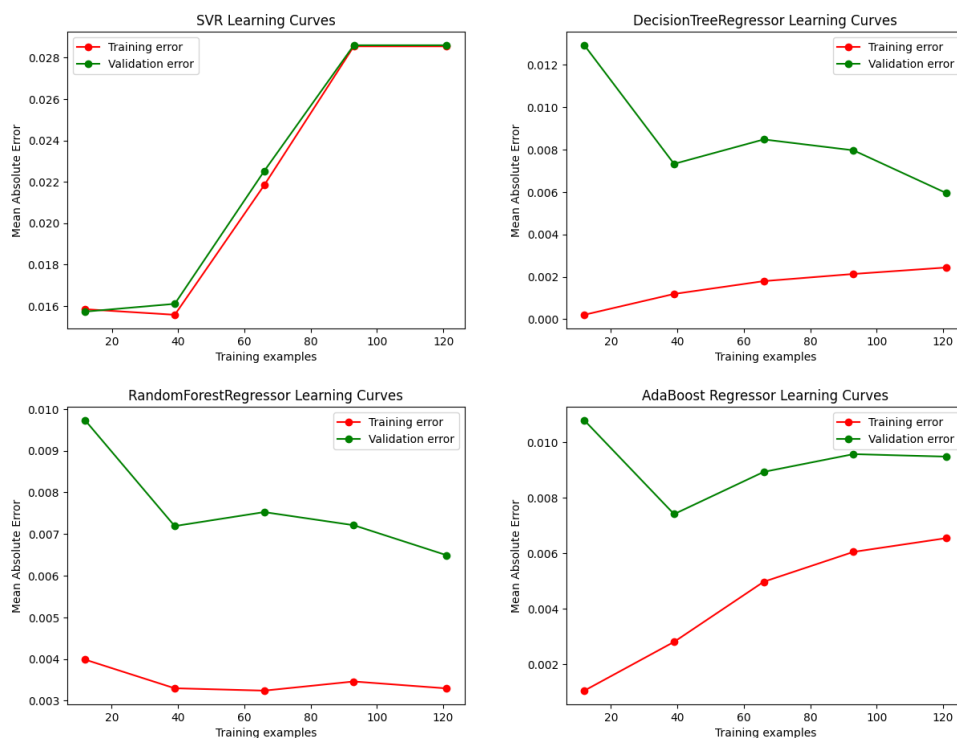 SVR Learning Curves
Training error
Validation error
0.028
0.026
0.024
0.022
0.020
0.018
0.016
Mean Absolute Error
20 40 60 80 100 120
Training examples
DecisionTreeRegressor Learning Curves
Training error
Validation error
0.012
0.010
0.008
0.006
0.004
0.002
0.000
Mean Absolute Error
20 40 60 80 100 120
Training examples
RandomForestRegressor Learning Curves
Training error
Validation error
0.010
0.009
0.008
0.007
0.006
0.005
0.004
0.003
Mean Absolute Error
20 40 60 80 100 120
Training examples
AdaBoost Regressor Learning Curves
Training error
Validation error
0.010
0.008
0.006
0.004
0.002
Mean Absolute Error
20 40 60 80 100 120
Training examples